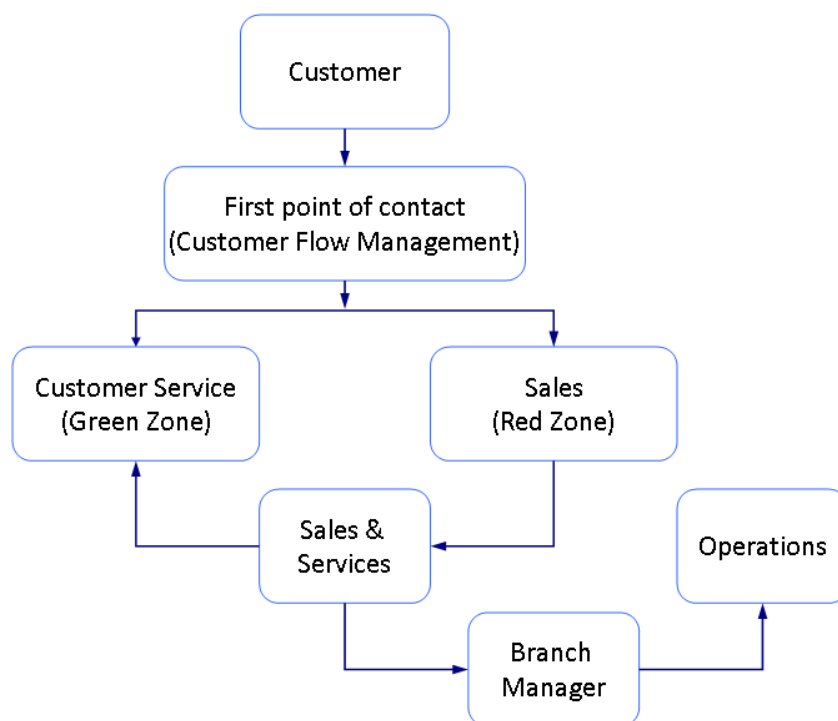 Customer
First point of contact
(Customer Flow Management)
Customer Service
(Green Zone)
Sales
(Red Zone)
Sales &
Services
Operations
Branch
Manager